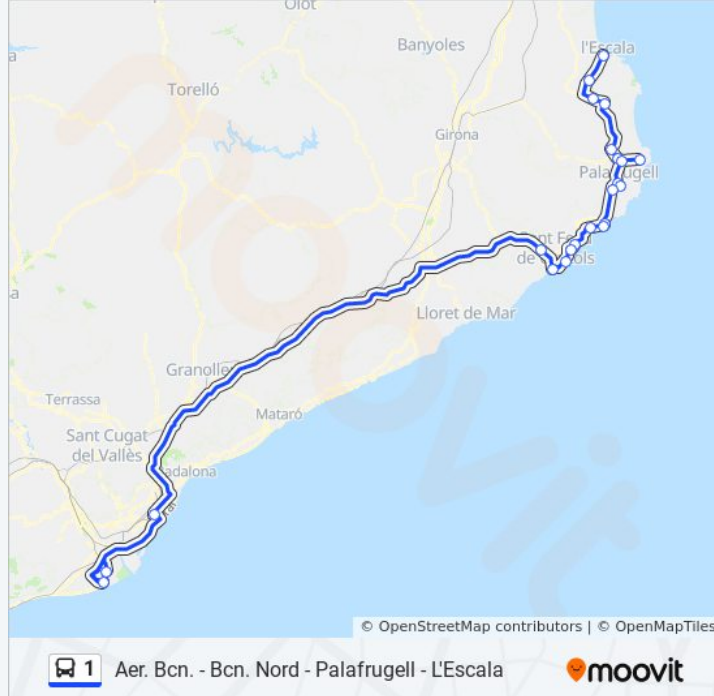 Olot
Banyoles
l'Escala
Torelló
Girona
Palafrugell
Sant Feliu
de Guíxols
Lloret de Mar
Granollers
Terrassa
Mataró
Sant Cugat
del Vallès
Badalona
moovit
© OpenStreetMap contributors | © OpenMapTiles
1 Aer. Bcn. - Bcn. Nord - Palafrugell - L'Escala
moovit